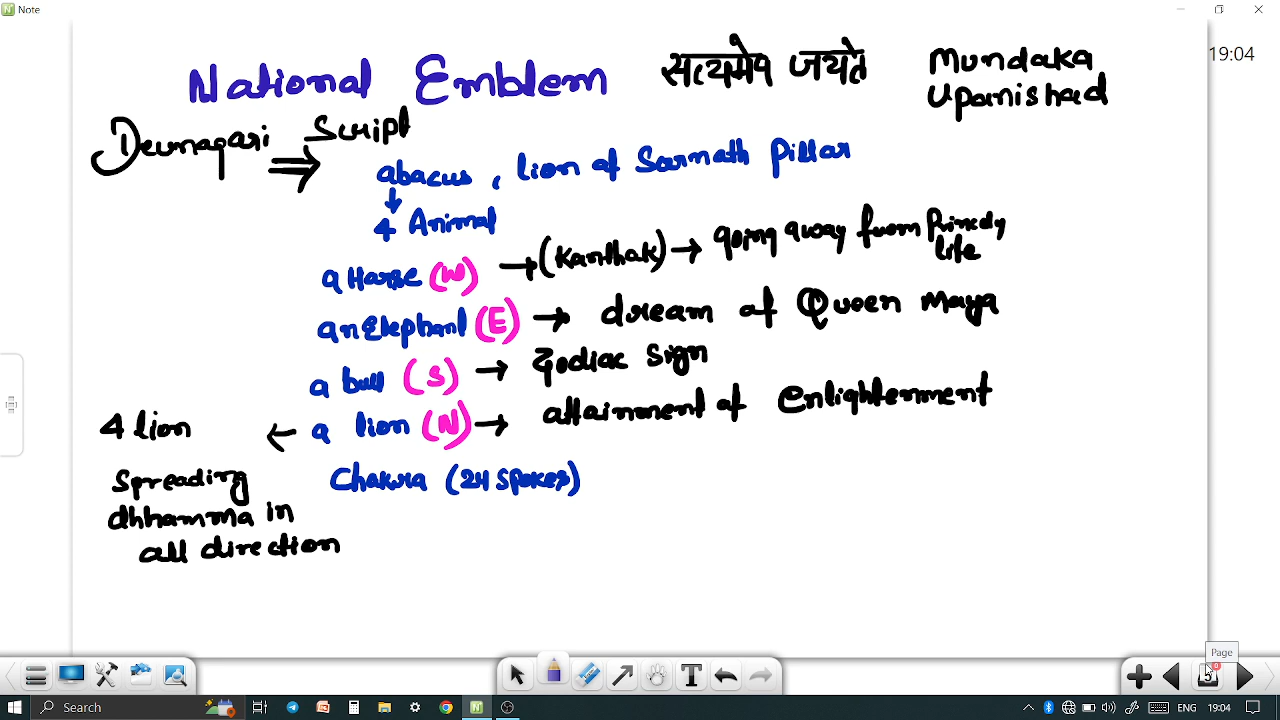 Note
19:04
National Emblem सत्यमेव जयते Mundaka
Upanishad
Devnagari Script
abacus, lion of Sarnath Pillar
4 Animal
a Horse (W) → (Kanthak) → going away from Princely
life
an Elephant (E) → dream of Queen Maya
a bull (S) → Zodiac Sign
a lion (N) → attainment of Enlightenment
4 lion
Chakra (24 Spokes)
Spreading
dhhamma in
all direction
Page
Search
ENG
19:04